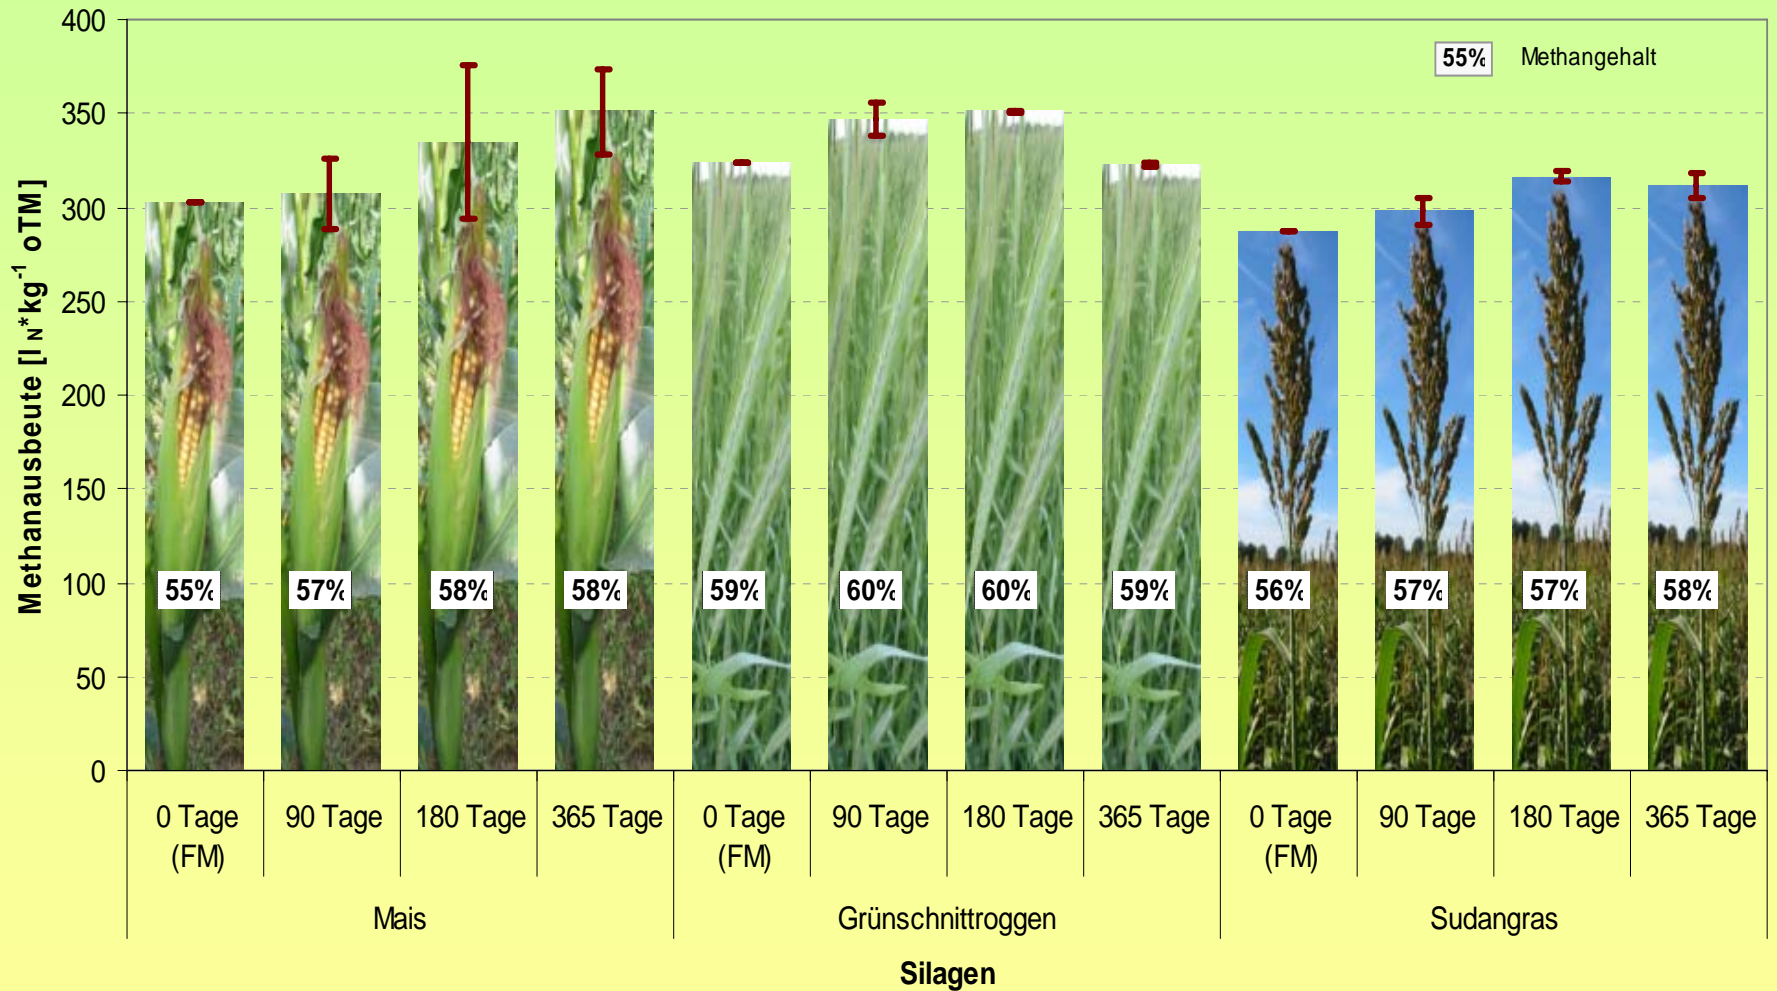 400
350
300
250
200
150
100
50
0
Methanausbeute [l N*kg-1 oTM]
55% Methangehalt
55% 57% 58% 58% 59% 60% 60% 59% 56% 57% 57% 58%
0 Tage 90 Tage 180 Tage 365 Tage 0 Tage 90 Tage 180 Tage 365 Tage 0 Tage 90 Tage 180 Tage 365 Tage
(FM) (FM) (FM)
Mais Grünschnittroggen Sudangras
Silagen